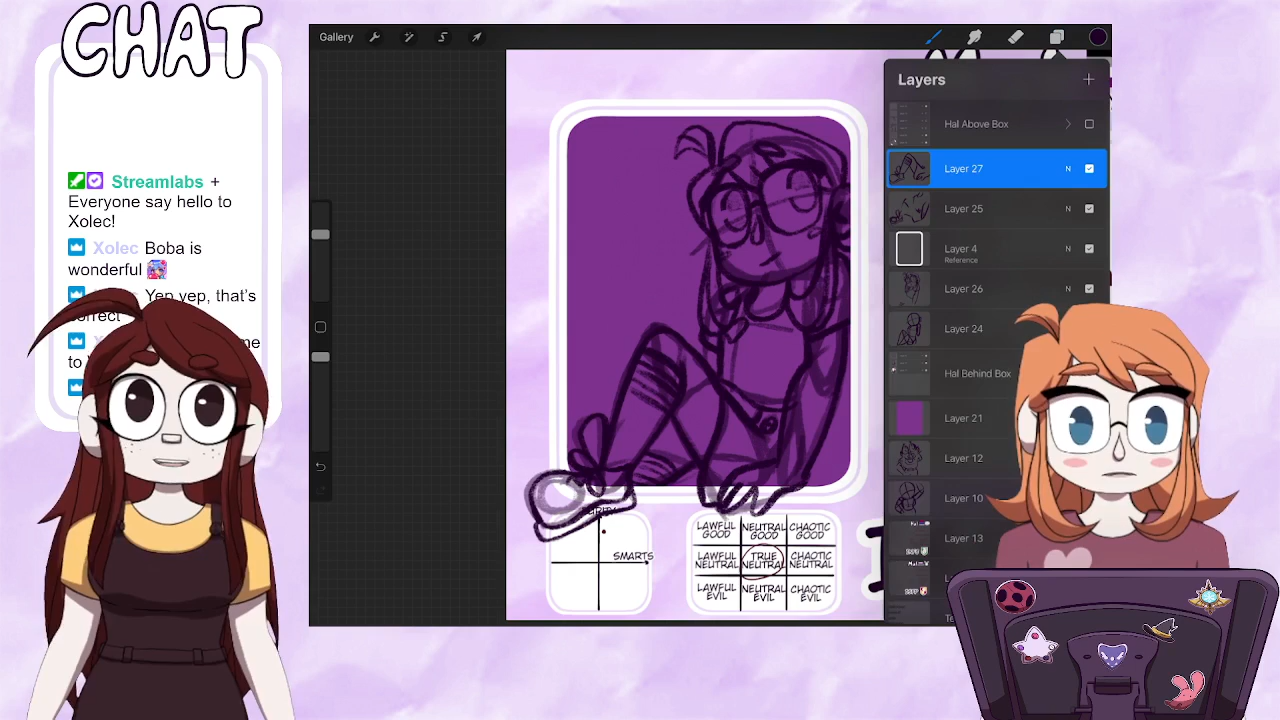 CHAT
Streamlabs +
Everyone say hello to
Xolec!
Xolec Boba is
wonderful
Yep yep, that's
correct
me
to
Gallery
Layers
Hal Above Box
Layer 27
N
Layer 25
N
Layer 4
N
Reference
Layer 26
N
Layer 24
Hal Behind Box
Layer 21
Layer 12
Layer 10
Layer 13
SMARTS
LAWFUL GOOD
NEUTRAL GOOD
CHAOTIC GOOD
LAWFUL NEUTRAL
TRUE NEUTRAL
CHAOTIC NEUTRAL
LAWFUL EVIL
NEUTRAL EVIL
CHAOTIC EVIL